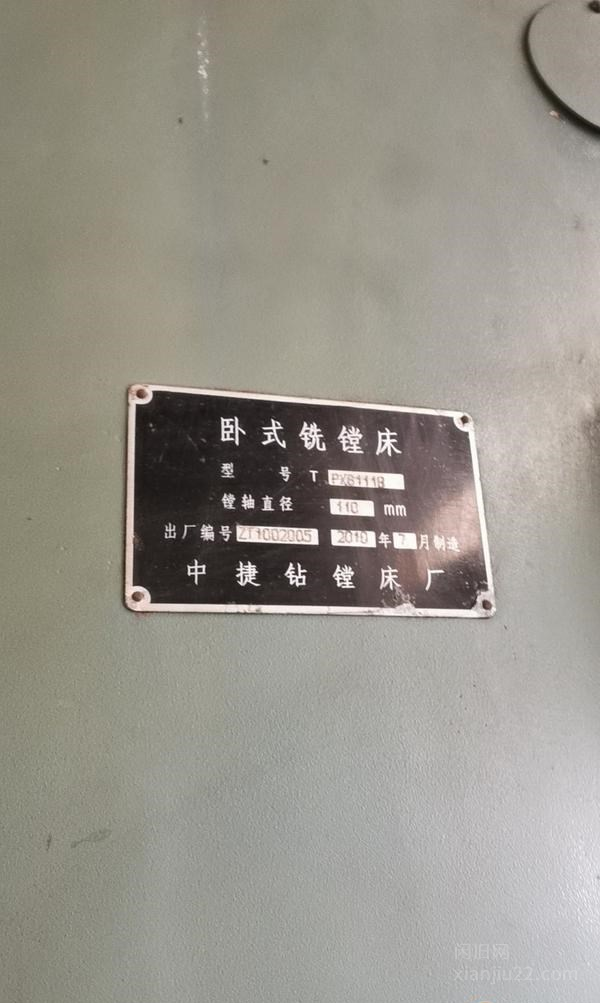 卧式铣镗床
型 号 T PX6111B
镗轴直径 110 mm
出厂编号 ZT1002005 2010 年 7 月制造
中捷钻镗床厂
闲旧网
xianjiu22.com